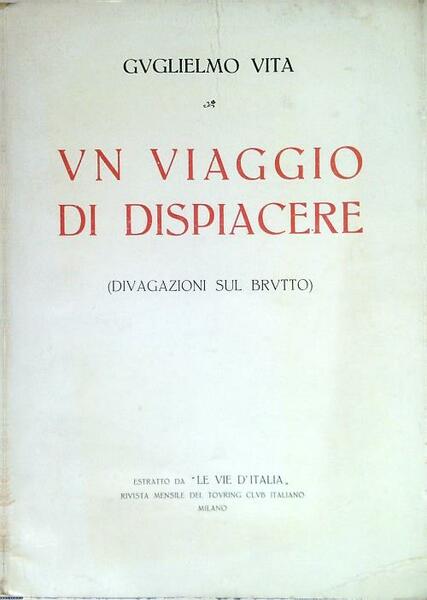 GVGLIELMO VITA
VN VIAGGIO
DI DISPIACERE
(DIVAGAZIONI SUL BRVTTO)
ESTRATTO DA "LE VIE D'ITALIA„
RIVISTA MENSILE DEL TOVRING CLVB ITALIANO
MILANO